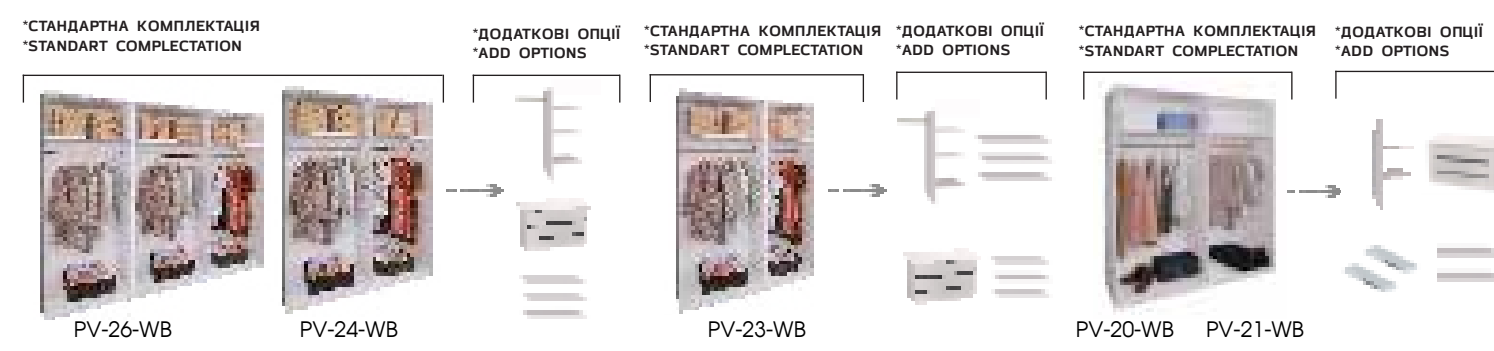 *СТАНДАРТНА КОМПЛЕКТАЦІЯ
*STANDART COMPLECTATION
*ДОДАТКОВІ ОПЦІЇ
*ADD OPTIONS
*СТАНДАРТНА КОМПЛЕКТАЦІЯ
*STANDART COMPLECTATION
*ДОДАТКОВІ ОПЦІЇ
*ADD OPTIONS
*СТАНДАРТНА КОМПЛЕКТАЦІЯ
*STANDART COMPLECTATION
*ДОДАТКОВІ ОПЦІЇ
*ADD OPTIONS
PV-26-WB
PV-24-WB
PV-23-WB
PV-20-WB
PV-21-WB